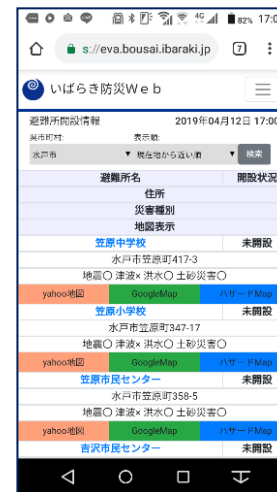 4G 82% 17:0
s://eva.bousai.ibaraki.jp 7
いばらき防災Ｗｅｂ
避難所開設情報 2019年04月12日 17:00
市町村: 表示順:
水戸市 ▼ 現在地から近い順 ▼ 検索
避難所名 開設状況
住所
災害種別
地図表示
笠原中学校 未開設
水戸市笠原町417-3
地震〇 津波× 洪水〇 土砂災害〇
yahoo地図 GoogleMap ハザードMap
笠原小学校 未開設
水戸市笠原町347-17
地震〇 津波× 洪水〇 土砂災害〇
yahoo地図 GoogleMap ハザードMap
笠原市民センター 未開設
水戸市笠原町358-5
地震〇 津波× 洪水〇 土砂災害〇
yahoo地図 GoogleMap ハザードMap
吉沢市民センター 未開設